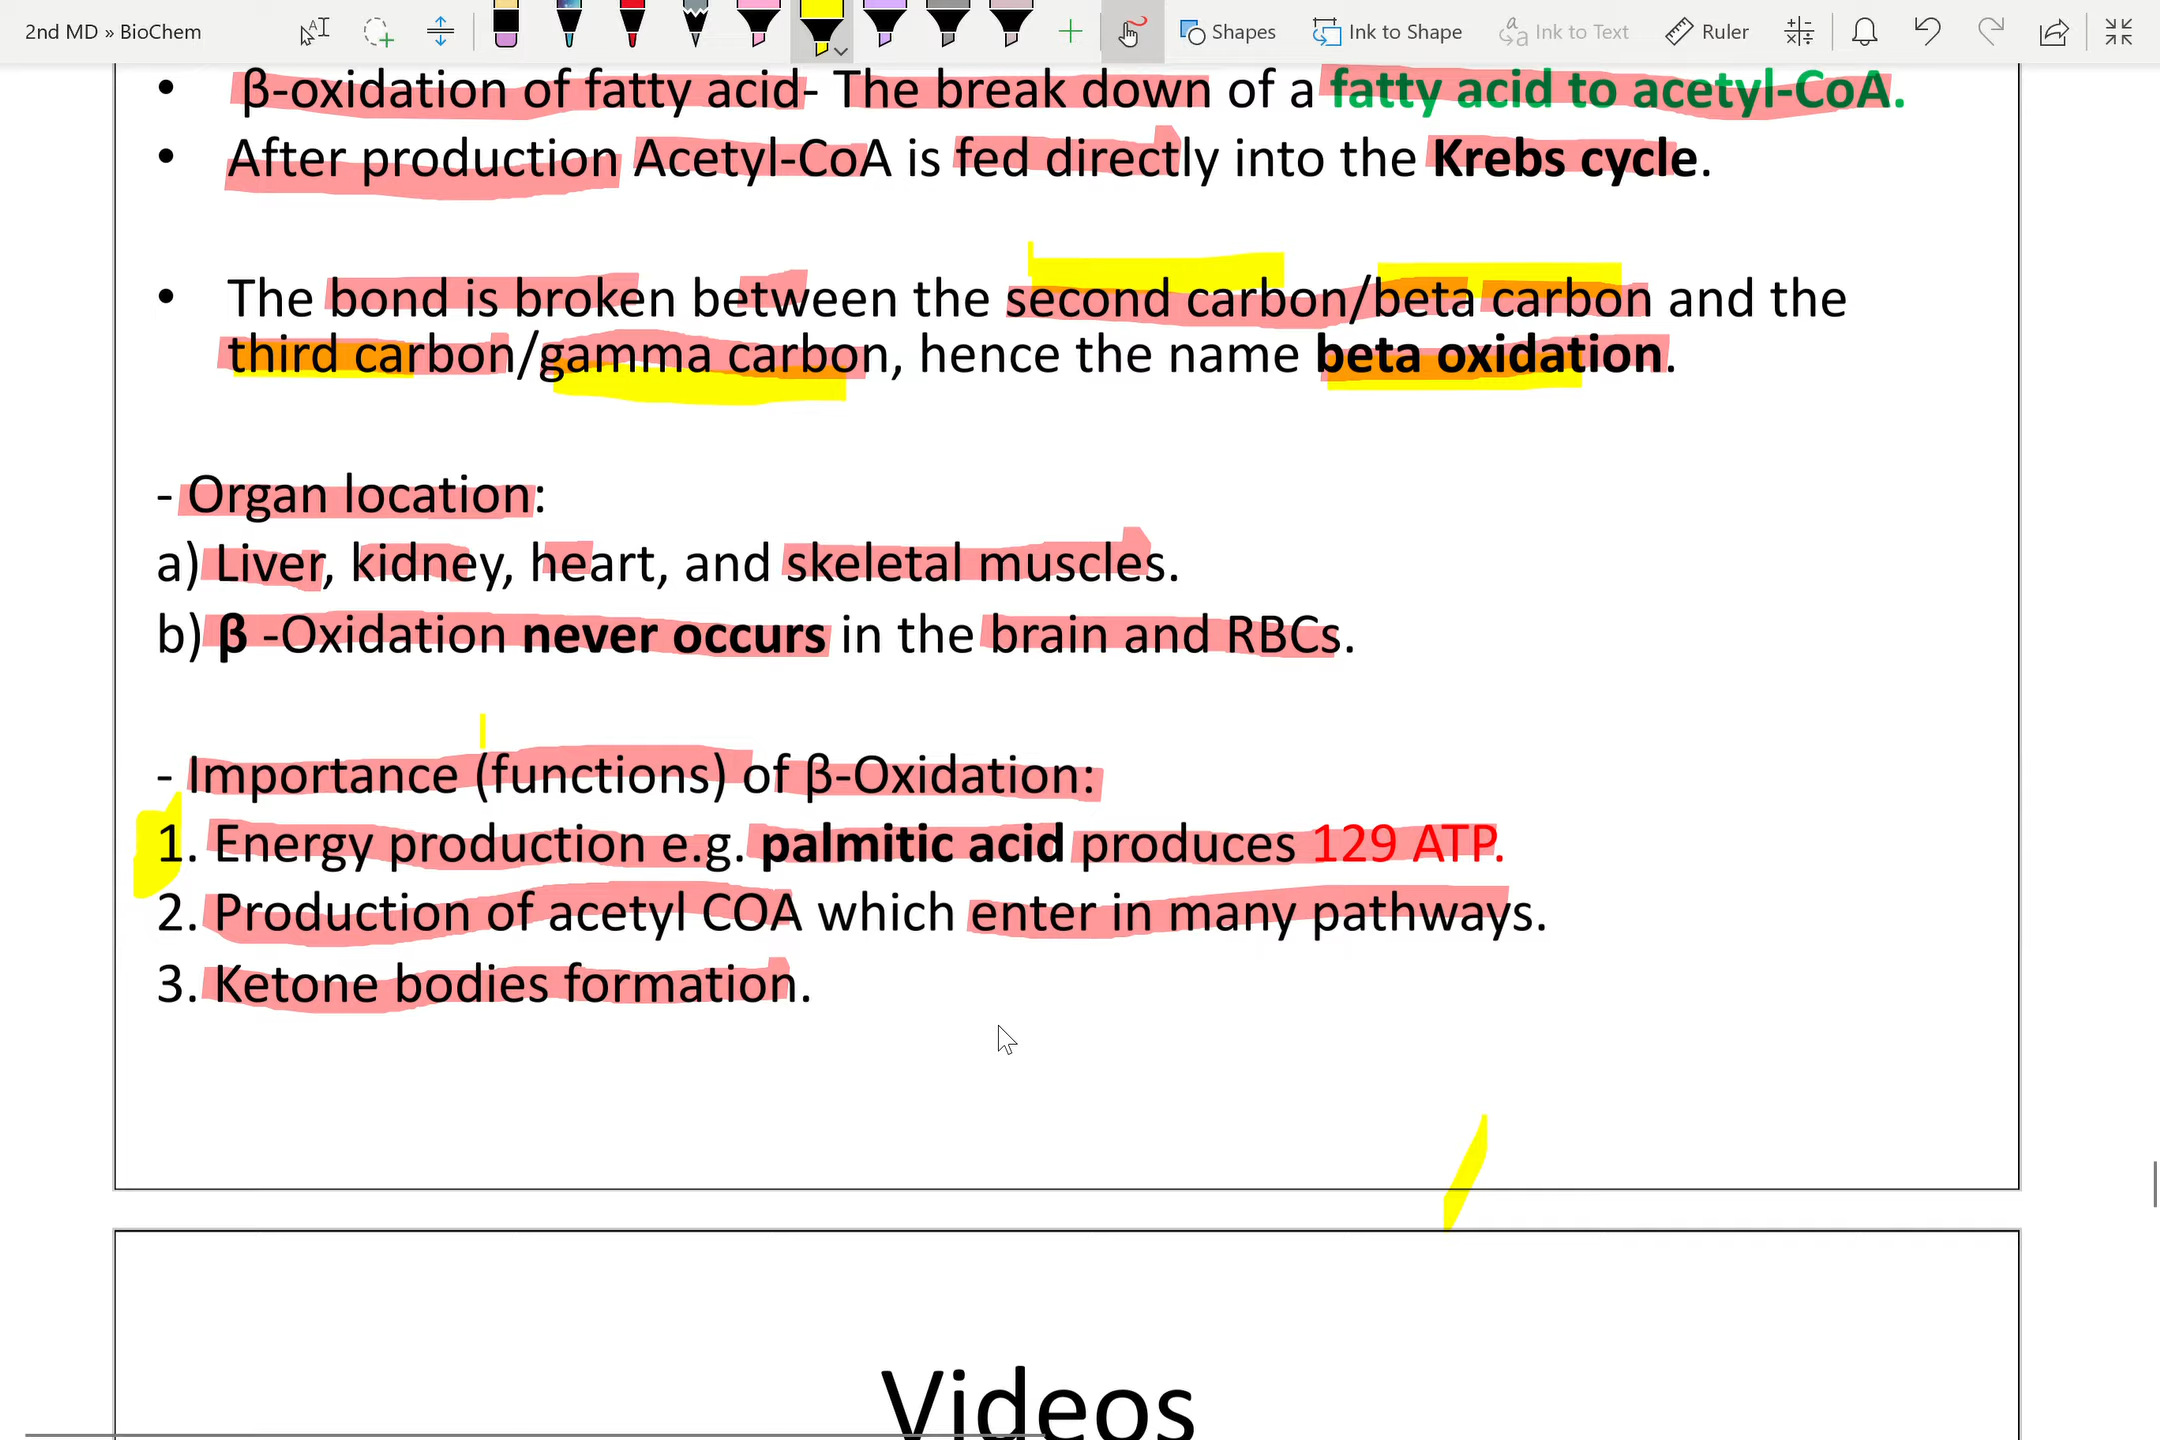 2nd MD » BioChem
Shapes
Ink to Shape
Ink to Text
Ruler
• β-oxidation of fatty acid- The break down of a fatty acid to acetyl-CoA.
• After production Acetyl-CoA is fed directly into the Krebs cycle.
• The bond is broken between the second carbon/beta carbon and the
third carbon/gamma carbon, hence the name beta oxidation.
- Organ location:
a) Liver, kidney, heart, and skeletal muscles.
b) β -Oxidation never occurs in the brain and RBCs.
- Importance (functions) of β-Oxidation:
1. Energy production e.g. palmitic acid produces 129 ATP.
2. Production of acetyl COA which enter in many pathways.
3. Ketone bodies formation.
Videos